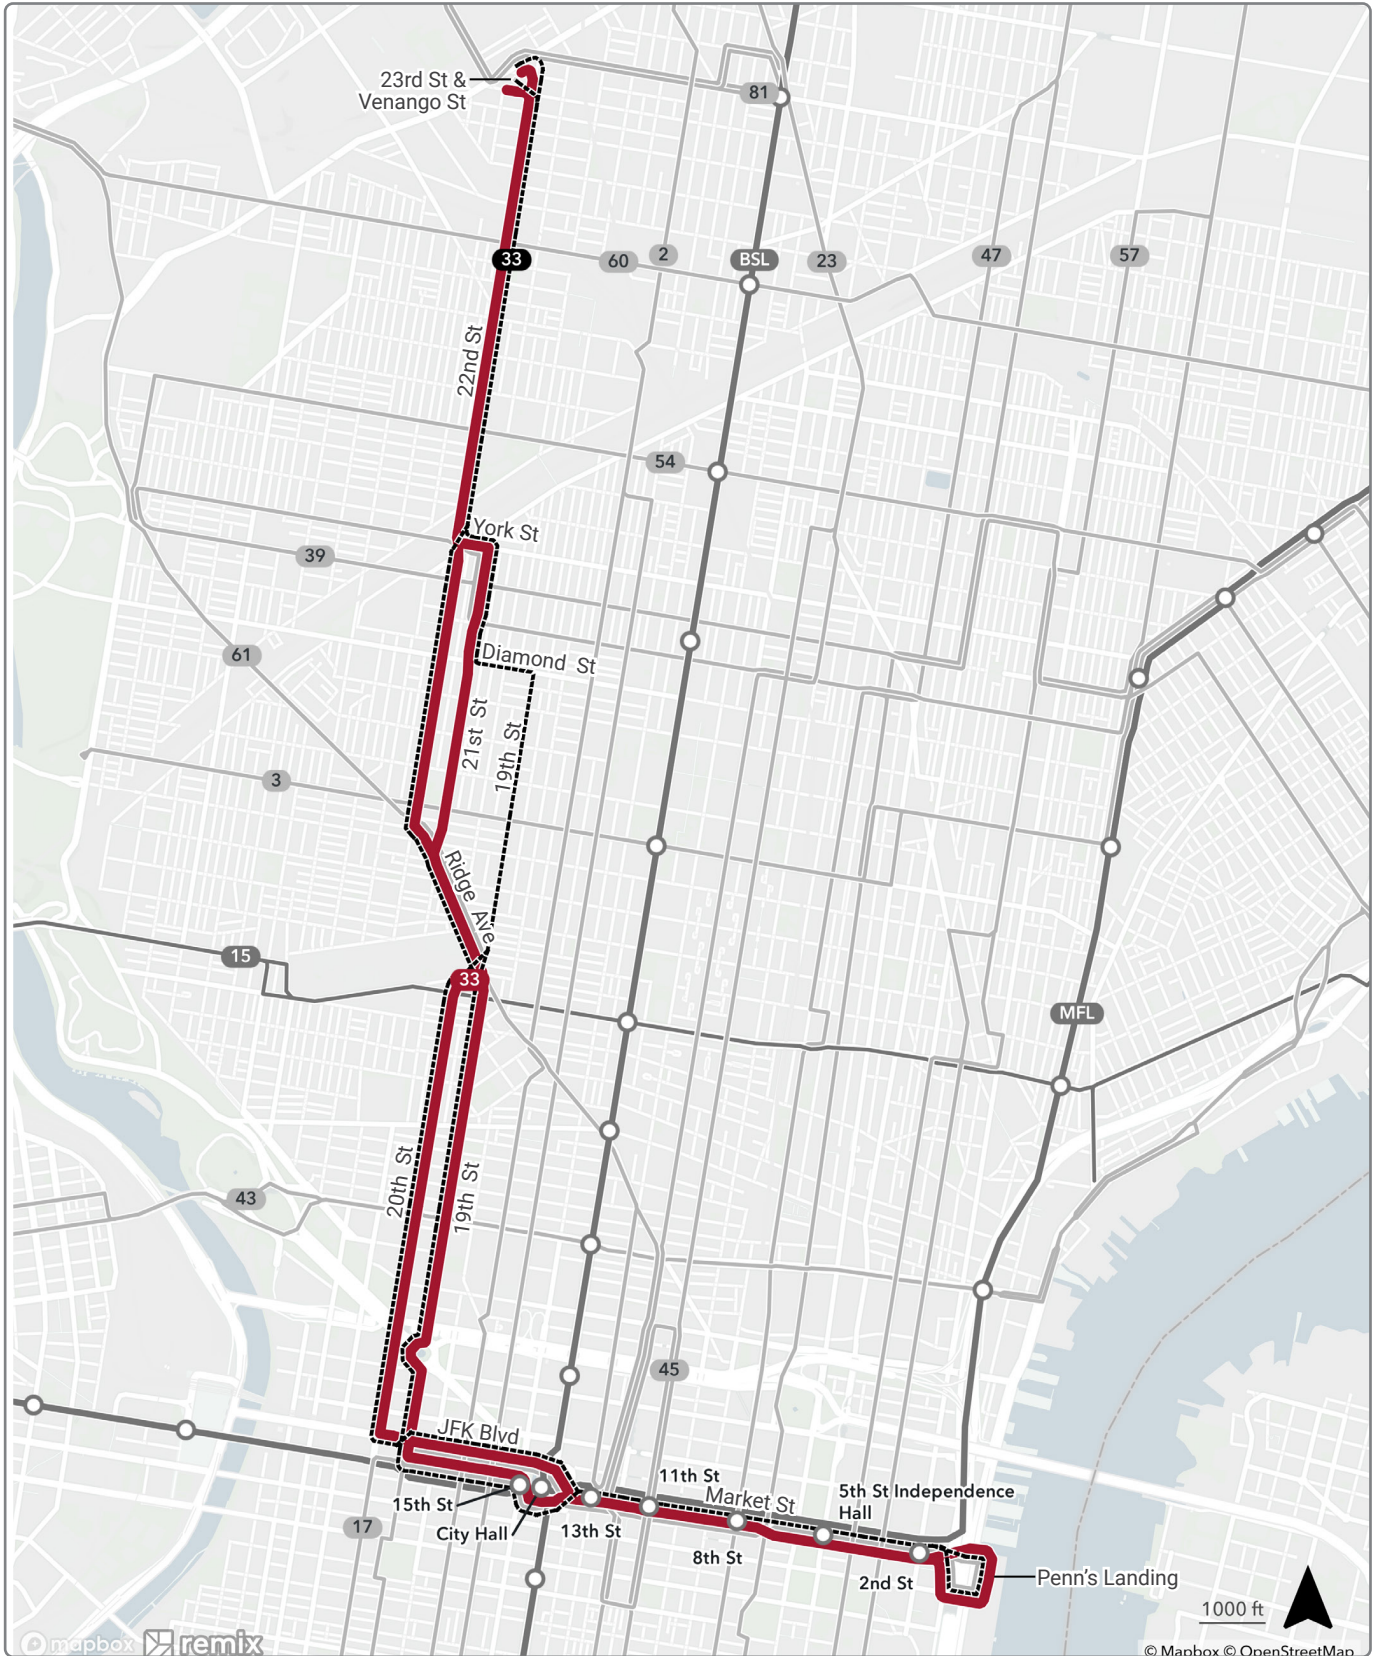 23rd St &
Venango St
81
33
60
2
BSL
23
47
57
22nd St
54
York St
39
61
Diamond St
21st St
19th St
3
Ridge Ave
15
33
MFL
20th St
19th St
43
45
JFK Blvd
11th St
Market St
5th St Independence
Hall
15th St
City Hall
13th St
17
8th St
2nd St
Penn's Landing
1000 ft
mapbox
remix
© Mapbox © OpenStreetMap